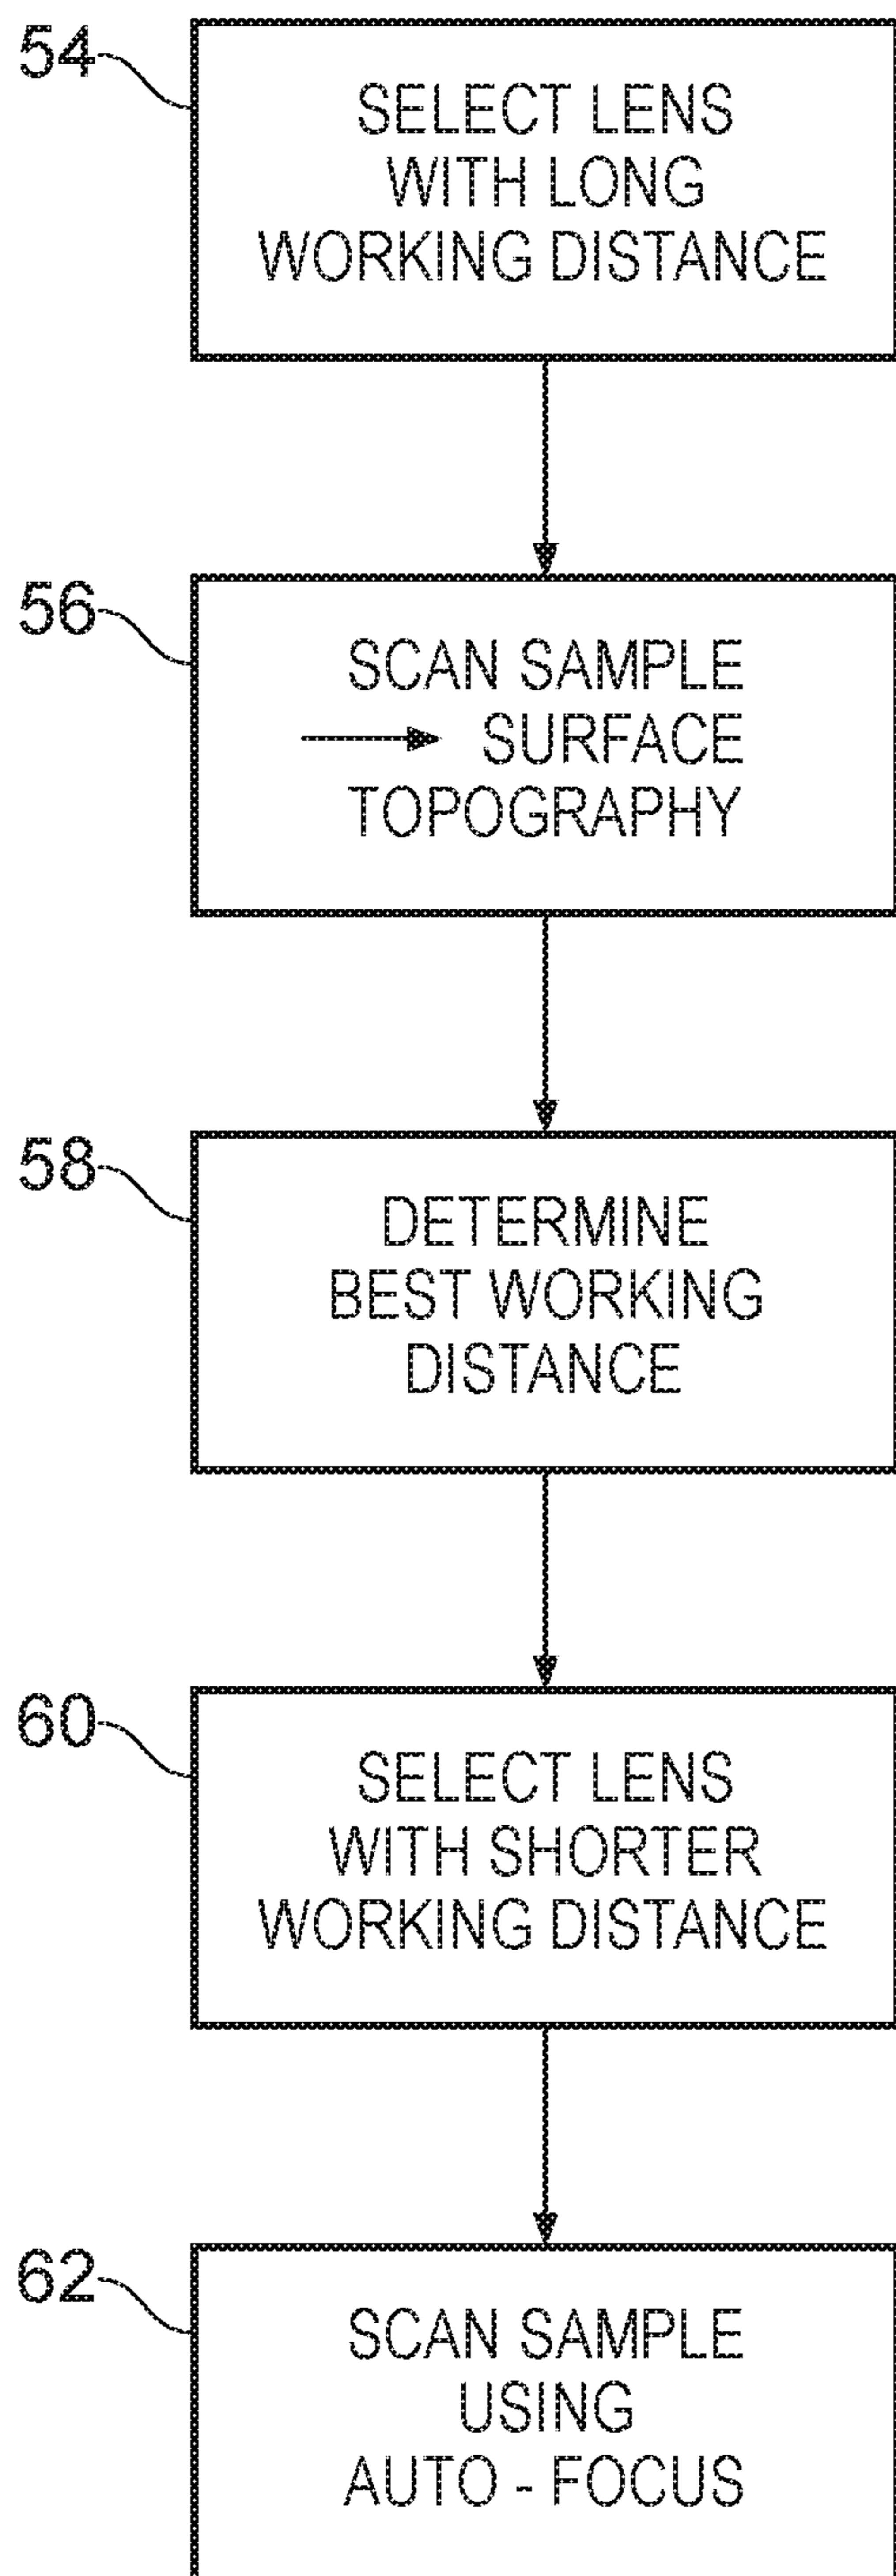 54
SELECT LENS
WITH LONG
WORKING DISTANCE
56
SCAN SAMPLE
→ SURFACE
TOPOGRAPHY
58
DETERMINE
BEST WORKING
DISTANCE
60
SELECT LENS
WITH SHORTER
WORKING DISTANCE
62
SCAN SAMPLE
USING
AUTO - FOCUS